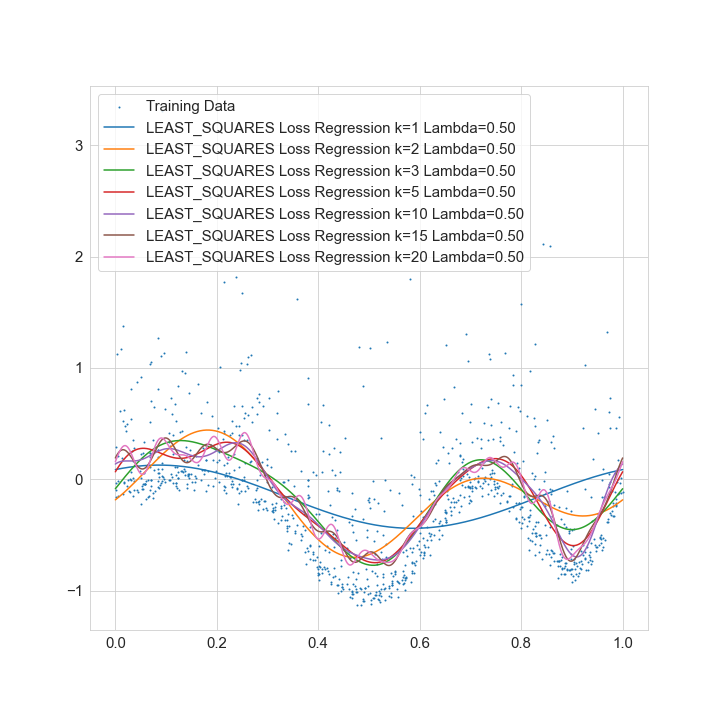 Training Data
LEAST_SQUARES Loss Regression k=1 Lambda=0.50
LEAST_SQUARES Loss Regression k=2 Lambda=0.50
LEAST_SQUARES Loss Regression k=3 Lambda=0.50
LEAST_SQUARES Loss Regression k=5 Lambda=0.50
LEAST_SQUARES Loss Regression k=10 Lambda=0.50
LEAST_SQUARES Loss Regression k=15 Lambda=0.50
LEAST_SQUARES Loss Regression k=20 Lambda=0.50
3
2
1
0
−1
0.0 0.2 0.4 0.6 0.8 1.0